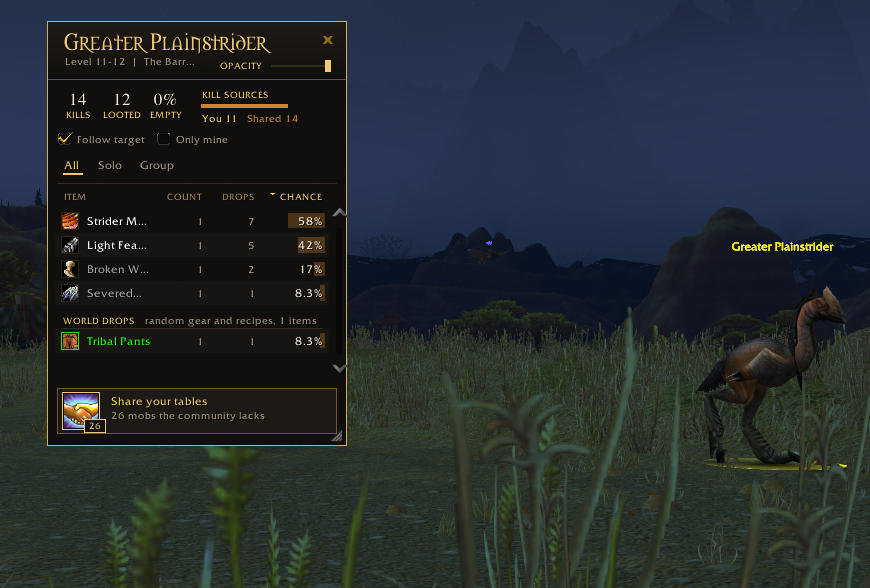 Greater Plainstrider
Level 11-12 | The Barr...
OPACITY
14 12 0%
KILLS LOOTED EMPTY
KILL SOURCES
You 11 Shared 14
Follow target Only mine
All Solo Group
ITEM COUNT DROPS CHANCE
Strider M... 1 7 58%
Light Fea... 1 5 42%
Broken W... 1 2 17%
Severed... 1 1 8.3%
WORLD DROPS random gear and recipes, 1 items
Tribal Pants 1 1 8.3%
Share your tables
26 mobs the community lacks
26
Greater Plainstrider